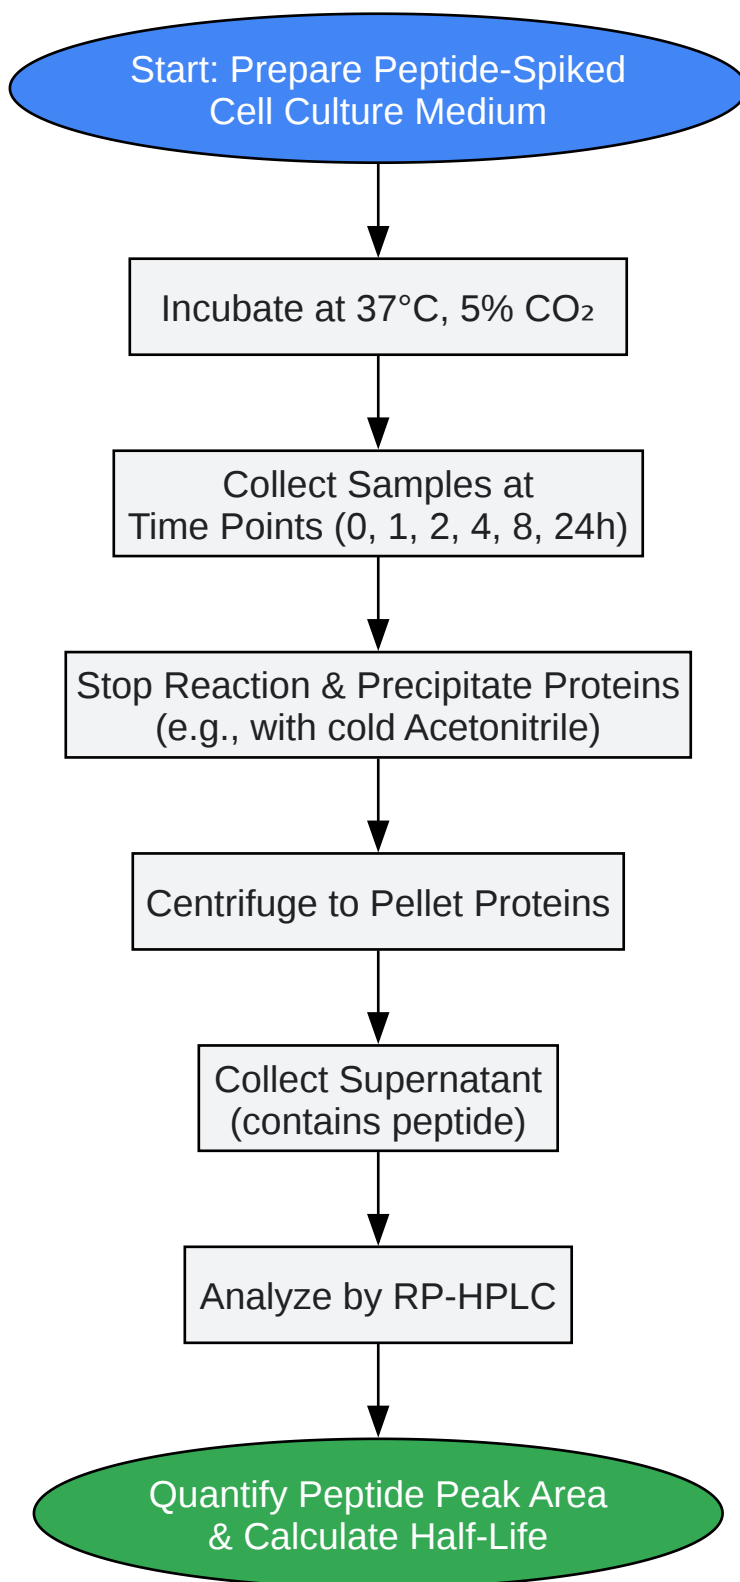 Start: Prepare Peptide-Spiked
Cell Culture Medium
Incubate at 37°C, 5% CO₂
Collect Samples at
Time Points (0, 1, 2, 4, 8, 24h)
Stop Reaction & Precipitate Proteins
(e.g., with cold Acetonitrile)
Centrifuge to Pellet Proteins
Collect Supernatant
(contains peptide)
Analyze by RP-HPLC
Quantify Peptide Peak Area
& Calculate Half-Life